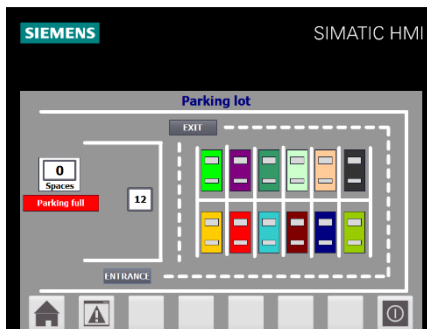 SIEMENS
SIMATIC HMI
Parking lot
EXIT
0
Spaces
Parking full
12
ENTRANCE